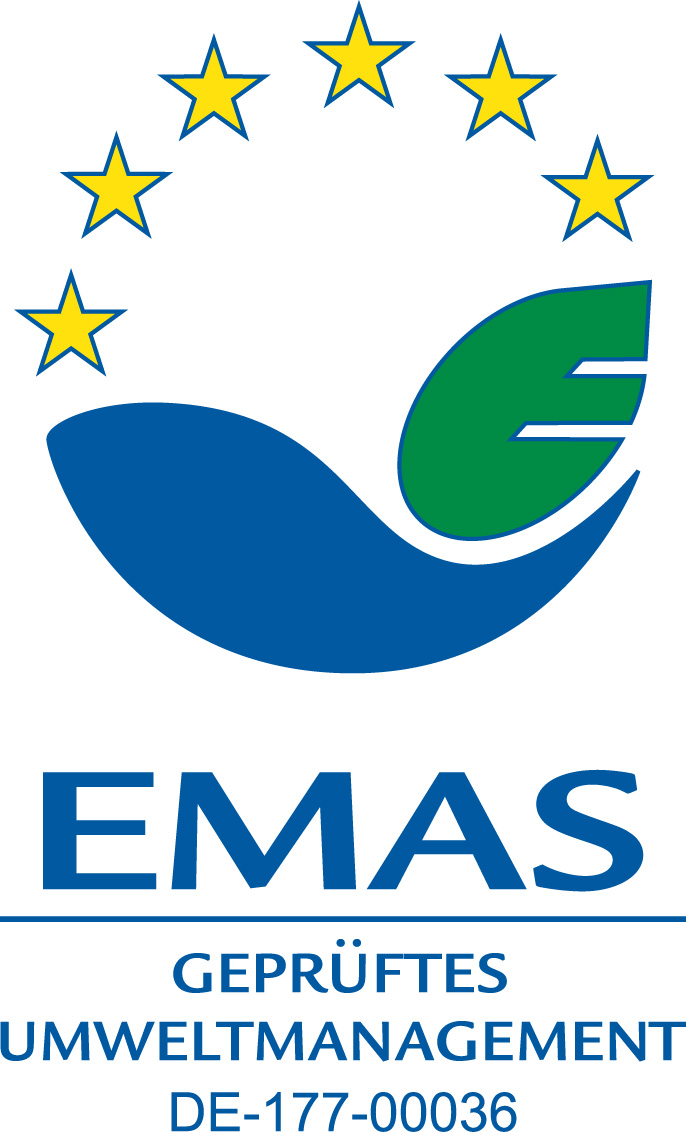 EMAS
GEPRÜFTES
UMWELTMANAGEMENT
DE-177-00036